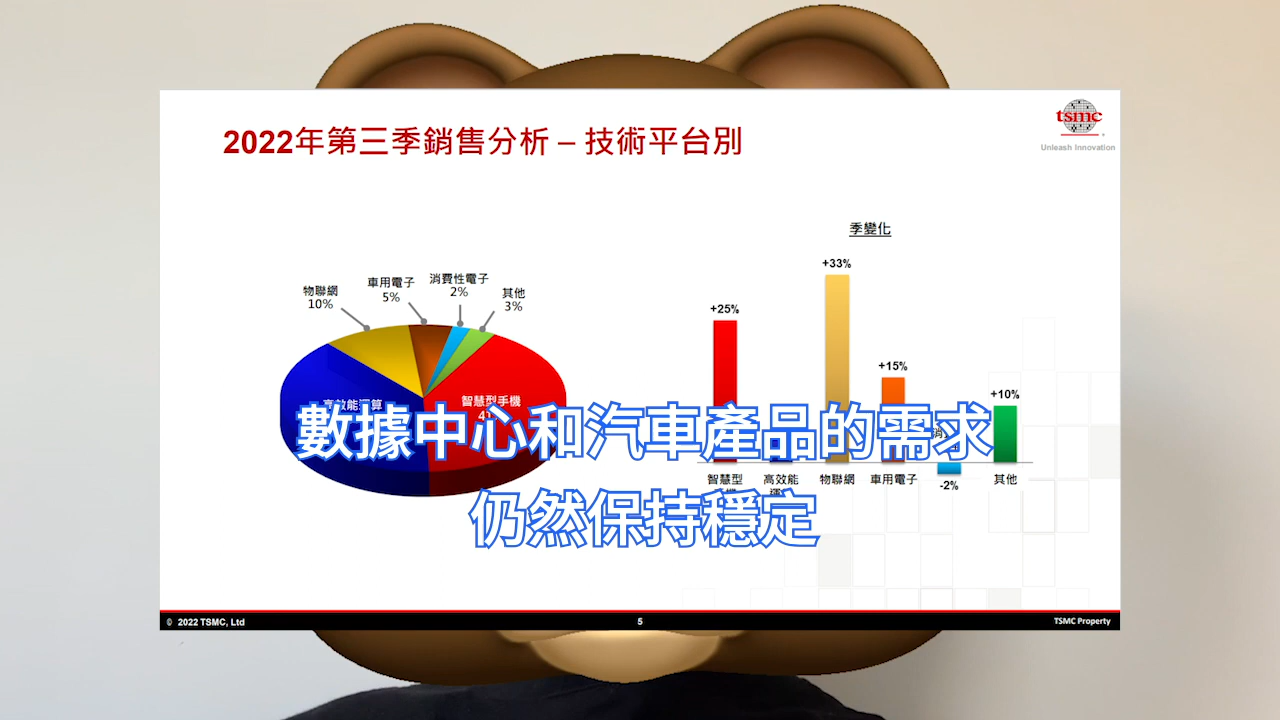 2022年第三季銷售分析 – 技術平台別
tsmc
Unleash Innovation
季變化
物聯網
10%
車用電子
5%
消費性電子
2%
其他
3%
智慧型手機
+25%
+33%
+15%
-2%
+10%
智慧型
高效能
物聯網
車用電子
其他
數據中心和汽車產品的需求
仍然保持穩定
© 2022 TSMC, Ltd
5
TSMC Property